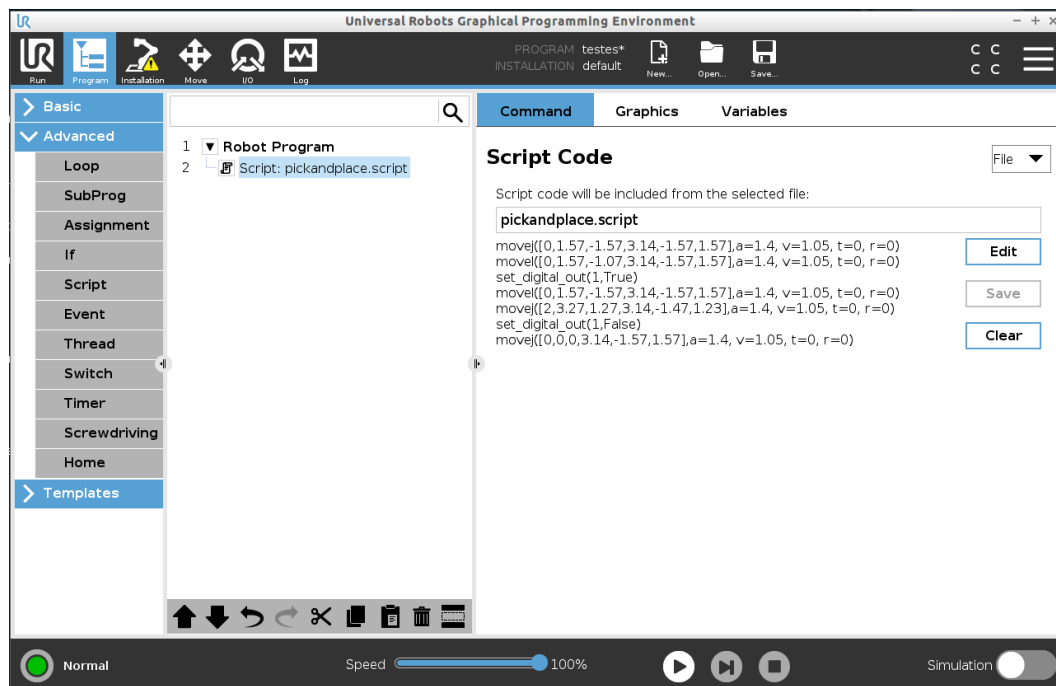 Universal Robots Graphical Programming Environment
PROGRAM testes*
INSTALLATION default
Run
Program
Installation
Move
I/O
Log
New...
Open...
Save...
C C
C C
Basic
Advanced
Loop
SubProg
Assignment
If
Script
Event
Thread
Switch
Timer
Screwdriving
Home
Templates
1 Robot Program
2 Script: pickandplace.script
Command Graphics Variables
Script Code
File
Script code will be included from the selected file:
pickandplace.script
movej([0,1.57,-1.57,3.14,-1.57,1.57],a=1.4, v=1.05, t=0, r=0)
movel([0,1.57,-1.07,3.14,-1.57,1.57],a=1.4, v=1.05, t=0, r=0)
set_digital_out(1,True)
movel([0,1.57,-1.57,3.14,-1.57,1.57],a=1.4, v=1.05, t=0, r=0)
movej([2,3.27,1.27,3.14,-1.47,1.23],a=1.4, v=1.05, t=0, r=0)
set_digital_out(1,False)
movej([0,0,0,3.14,-1.57,1.57],a=1.4, v=1.05, t=0, r=0)
Edit
Save
Clear
Normal
Speed 100%
Simulation